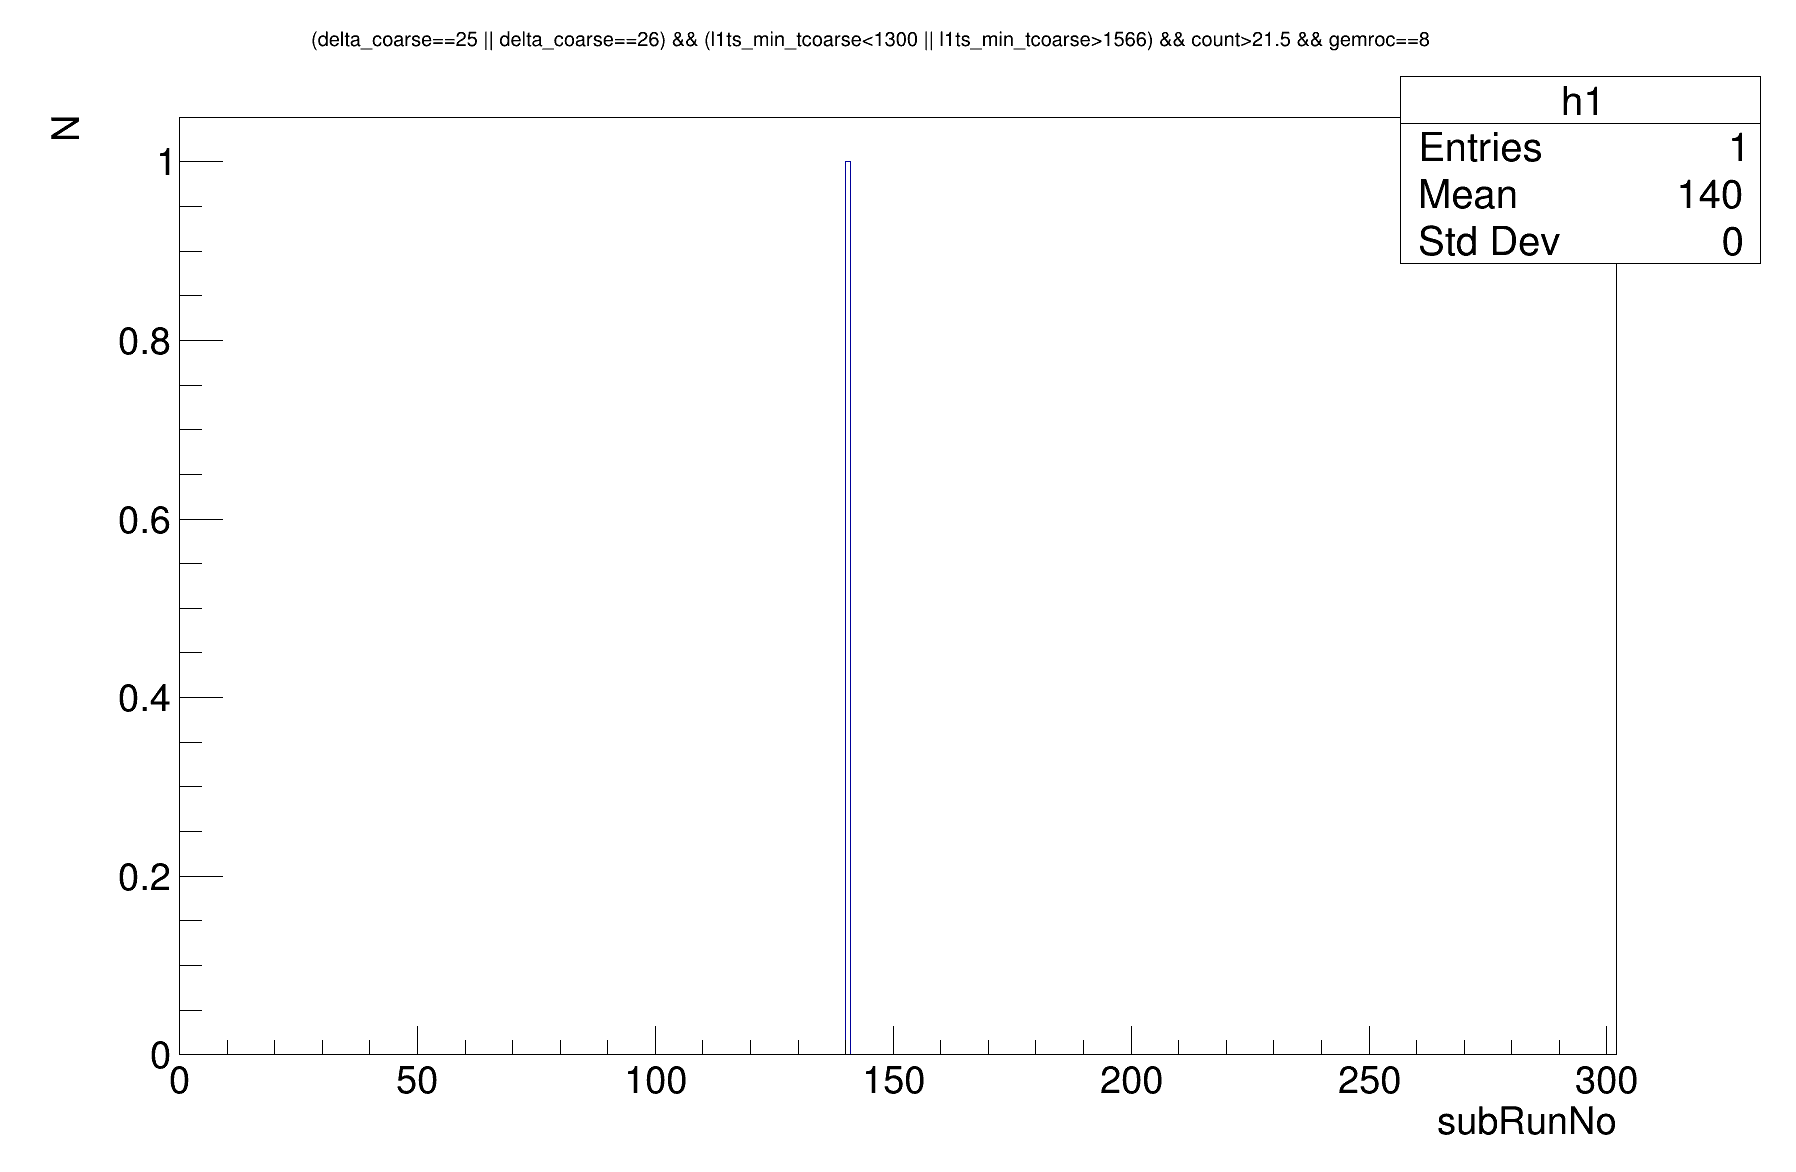 (delta_coarse==25 || delta_coarse==26) && (l1ts_min_tcoarse<1300 || l1ts_min_tcoarse>1566) && count>21.5 && gemroc==8
h1
Entries 1
Mean 140
Std Dev 0
N
1
0.8
0.6
0.4
0.2
0
0 50 100 150 200 250 300
subRunNo